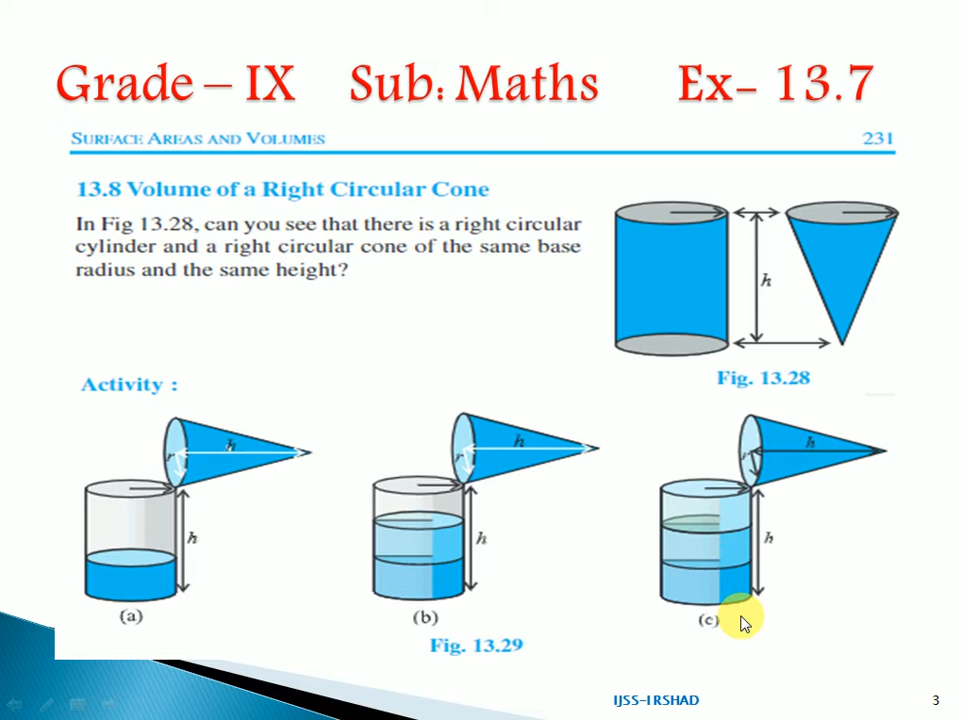 Grade – IX Sub: Maths Ex- 13.7
SURFACE AREAS AND VOLUMES 231
13.8 Volume of a Right Circular Cone
In Fig 13.28, can you see that there is a right circular
cylinder and a right circular cone of the same base
radius and the same height?
h
Fig. 13.28
Activity :
h h h
r r r
h h h
(a) (b) (c)
Fig. 13.29
IJSS-IRSHAD 3